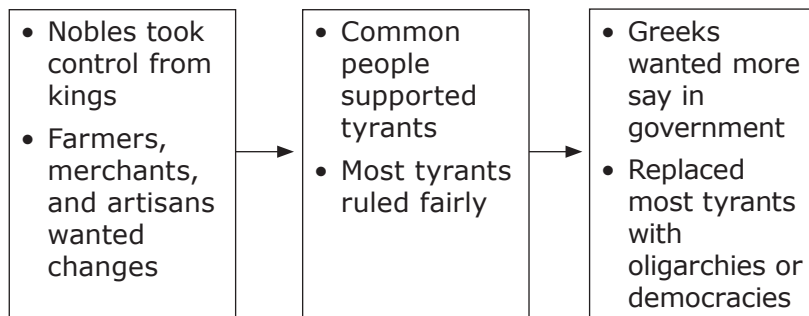 • Nobles took
control from
kings
• Farmers,
merchants,
and artisans
wanted
changes
• Common
people
supported
tyrants
• Most tyrants
ruled fairly
• Greeks
wanted more
say in
government
• Replaced
most tyrants
with
oligarchies or
democracies